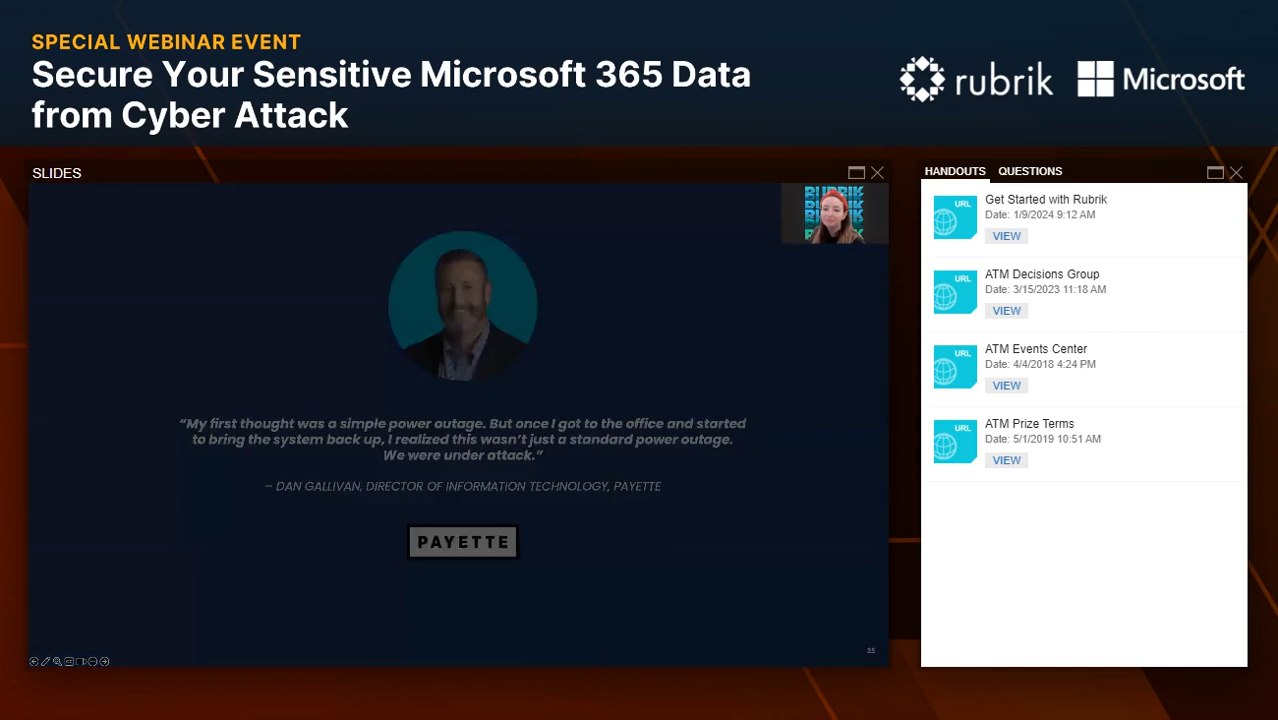 SPECIAL WEBINAR EVENT
Secure Your Sensitive Microsoft 365 Data
from Cyber Attack
rubrik
Microsoft
SLIDES
RUBRIK
“My first thought was a simple power outage. But once I got to the office and started
to bring the system back up, I realized this wasn’t just a standard power outage.
We were under attack.”
– DAN GALLIVAN, DIRECTOR OF INFORMATION TECHNOLOGY, PAYETTE
PAYETTE
25
HANDOUTS QUESTIONS
URL
Get Started with Rubrik
Date: 1/9/2024 9:12 AM
VIEW
URL
ATM Decisions Group
Date: 3/15/2023 11:18 AM
VIEW
URL
ATM Events Center
Date: 4/4/2018 4:24 PM
VIEW
URL
ATM Prize Terms
Date: 5/1/2019 10:51 AM
VIEW